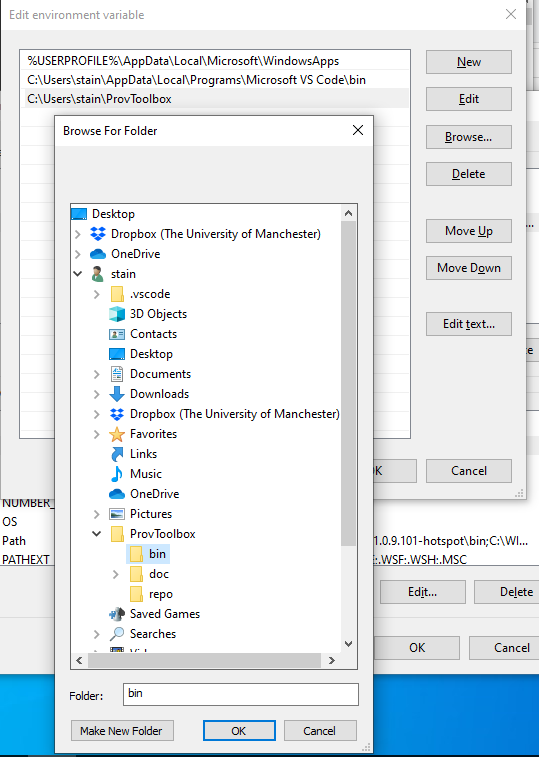 Edit environment variable
%USERPROFILE%\AppData\Local\Microsoft\WindowsApps
C:\Users\stain\AppData\Local\Programs\Microsoft VS Code\bin
C:\Users\stain\ProvToolbox
New
Edit
Browse...
Delete
Move Up
Move Down
Edit text...
Cancel
Browse For Folder
Desktop
Dropbox (The University of Manchester)
OneDrive
stain
.vscode
3D Objects
Contacts
Desktop
Documents
Downloads
Dropbox (The University of Manchester)
Favorites
Links
Music
OneDrive
Pictures
ProvToolbox
bin
doc
repo
Saved Games
Searches
Folder: bin
Make New Folder OK Cancel
NUMBER_
OS
Path 1.0.9.101-hotspot\bin;C:\WI...
PATHEXT .WSF;.WSH;.MSC
Edit... Delete
OK Cancel